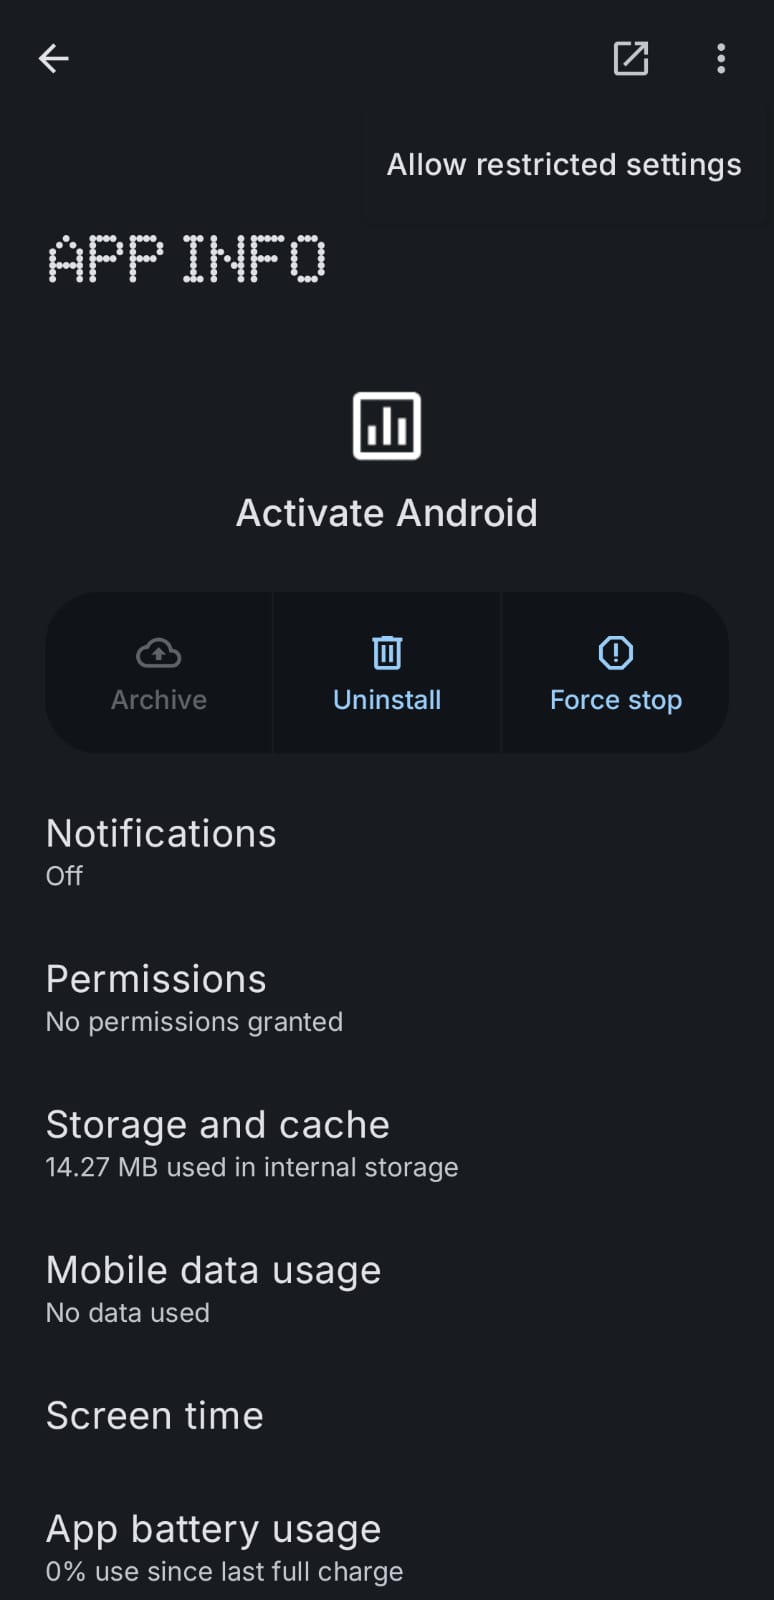 Allow restricted settings
APP INFO
Activate Android
Archive
Uninstall
Force stop
Notifications
Off
Permissions
No permissions granted
Storage and cache
14.27 MB used in internal storage
Mobile data usage
No data used
Screen time
App battery usage
0% use since last full charge